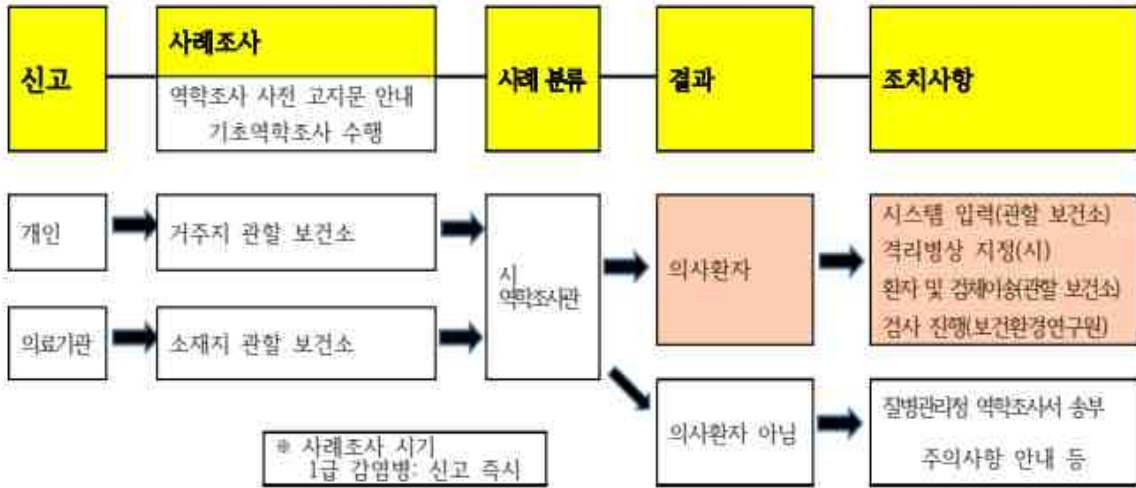 신고
사례조사
역학조사 사전 고지문 안내
기초역학조사 수행
사례 분류
결과
조치사항
개인
거주지 관할 보건소
의료기관
소재지 관할 보건소
시
역학조사관
의사환자
시스템 입력(관할 보건소)
격리병상 지정(시)
환자 및 검체이송(관할 보건소)
검사 진행(보건환경연구원)
의사환자 아님
질병관리청 역학조사서 송부
주의사항 안내 등
※ 사례조사 시기
1급 감염병: 신고 즉시